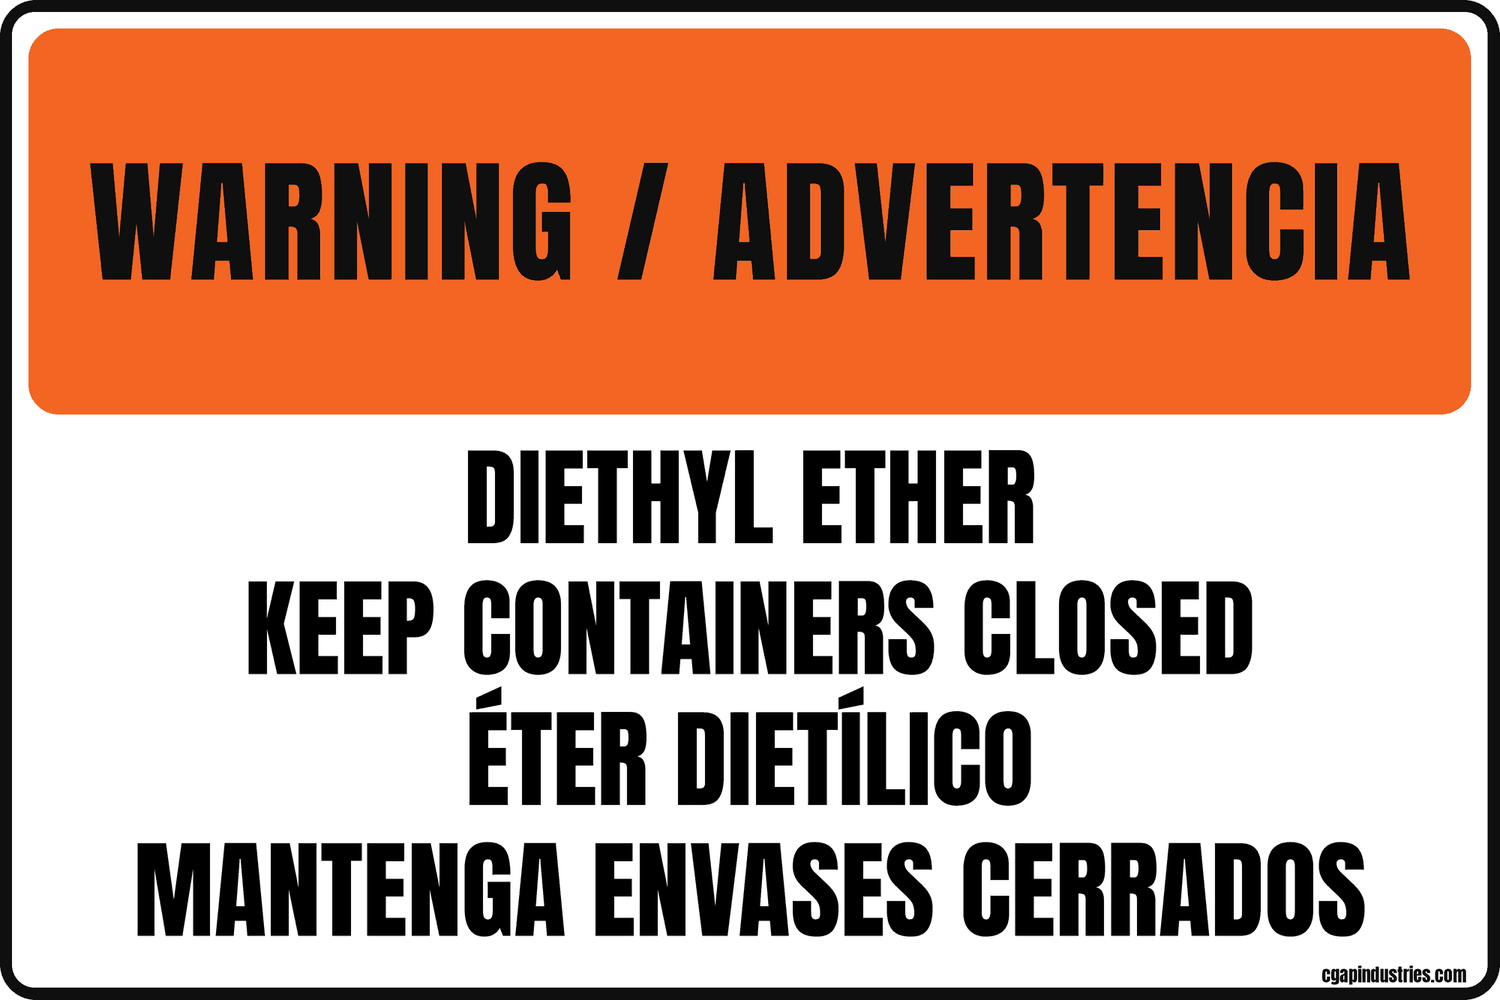 WARNING / ADVERTENCIA
DIETHYL ETHER
KEEP CONTAINERS CLOSED
ÉTER DIETÍLICO
MANTENGA ENVASES CERRADOS
cgapindustries.com